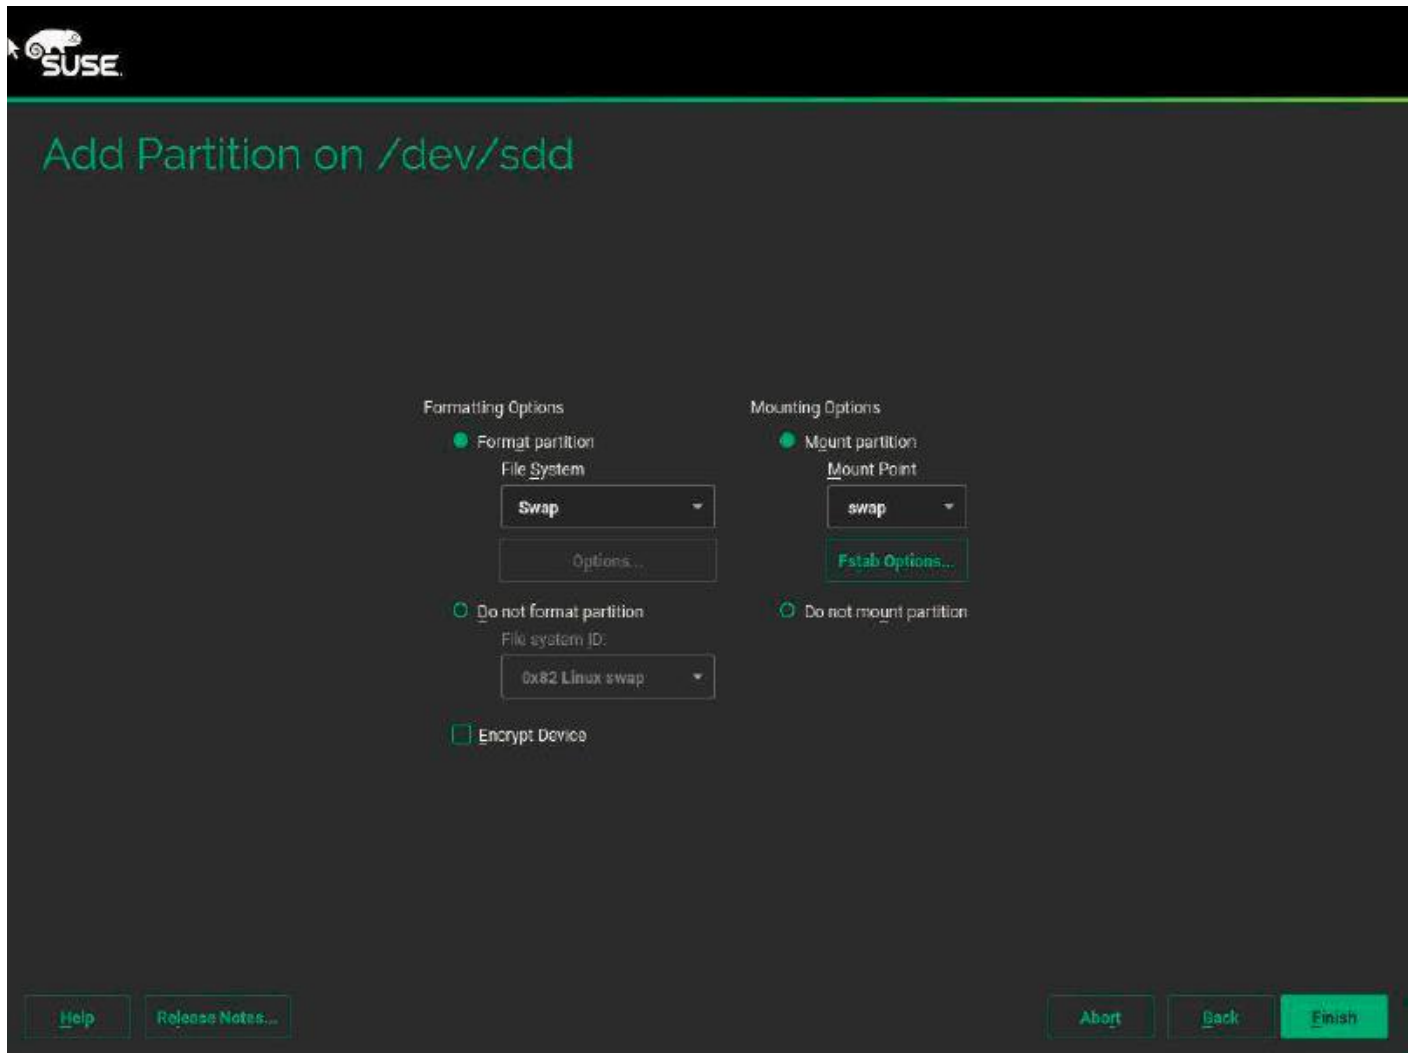 SUSE.
Add Partition on /dev/sdd
Formatting Options
Format partition
File System
Swap
Options...
Do not format partition
File system ID:
0x82 Linux swap
Encrypt Device
Mounting Options
Mount partition
Mount Point
swap
Fstab Options...
Do not mount partition
Help
Release Notes...
Abort
Back
Finish